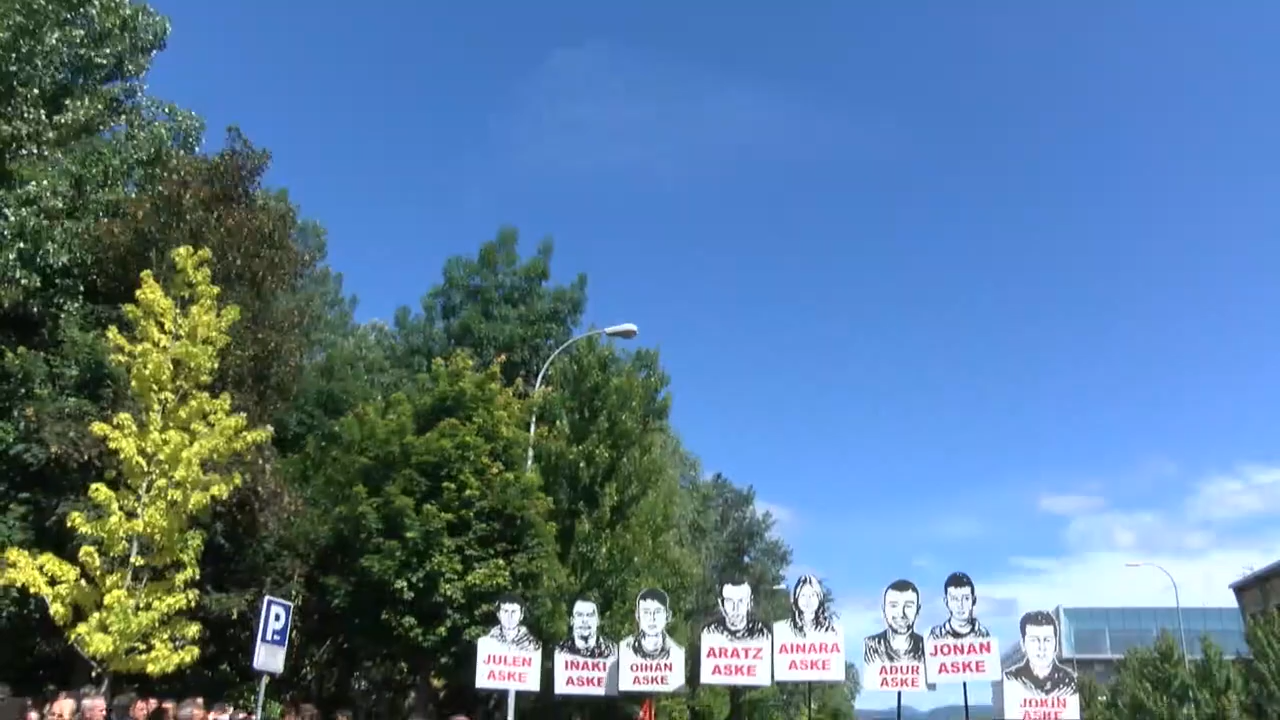 P
JULEN
ASKE
IÑAKI
ASKE
OIHAN
ASKE
ARATZ
ASKE
AINARA
ASKE
ADUR
ASKE
JONAN
ASKE
JOKIN
ASKE